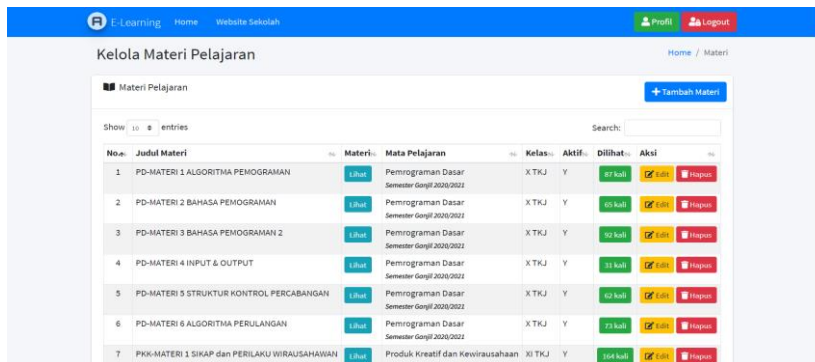 R E-Learning Home Website Sekolah Profil Logout
Kelola Materi Pelajaran Home / Materi
Materi Pelajaran Tambah Materi
Show 10 entries Search:
No. Judul Materi Materi Mata Pelajaran Kelas Aktif Dilihat Aksi
1 PD-MATERI 1 ALGORITMA PEMOGRAMAN Lihat Pemrograman Dasar X TKJ Y 87 kali Edit Hapus
Semester Ganjil 2020/2021
2 PD-MATERI 2 BAHASA PEMOGRAMAN Lihat Pemrograman Dasar X TKJ Y 65 kali Edit Hapus
Semester Ganjil 2020/2021
3 PD-MATERI 3 BAHASA PEMOGRAMAN 2 Lihat Pemrograman Dasar X TKJ Y 92 kali Edit Hapus
Semester Ganjil 2020/2021
4 PD-MATERI 4 INPUT & OUTPUT Lihat Pemrograman Dasar X TKJ Y 31 kali Edit Hapus
Semester Ganjil 2020/2021
5 PD-MATERI 5 STRUKTUR KONTROL PERCABANGAN Lihat Pemrograman Dasar X TKJ Y 62 kali Edit Hapus
Semester Ganjil 2020/2021
6 PD-MATERI 6 ALGORITMA PERULANGAN Lihat Pemrograman Dasar X TKJ Y 73 kali Edit Hapus
Semester Ganjil 2020/2021
7 PKK-MATERI 1 SIKAP dan PERILAKU WIRAUSAHAWAN Lihat Produk Kreatif dan Kewirausahaan XI TKJ Y 164 kali Edit Hapus